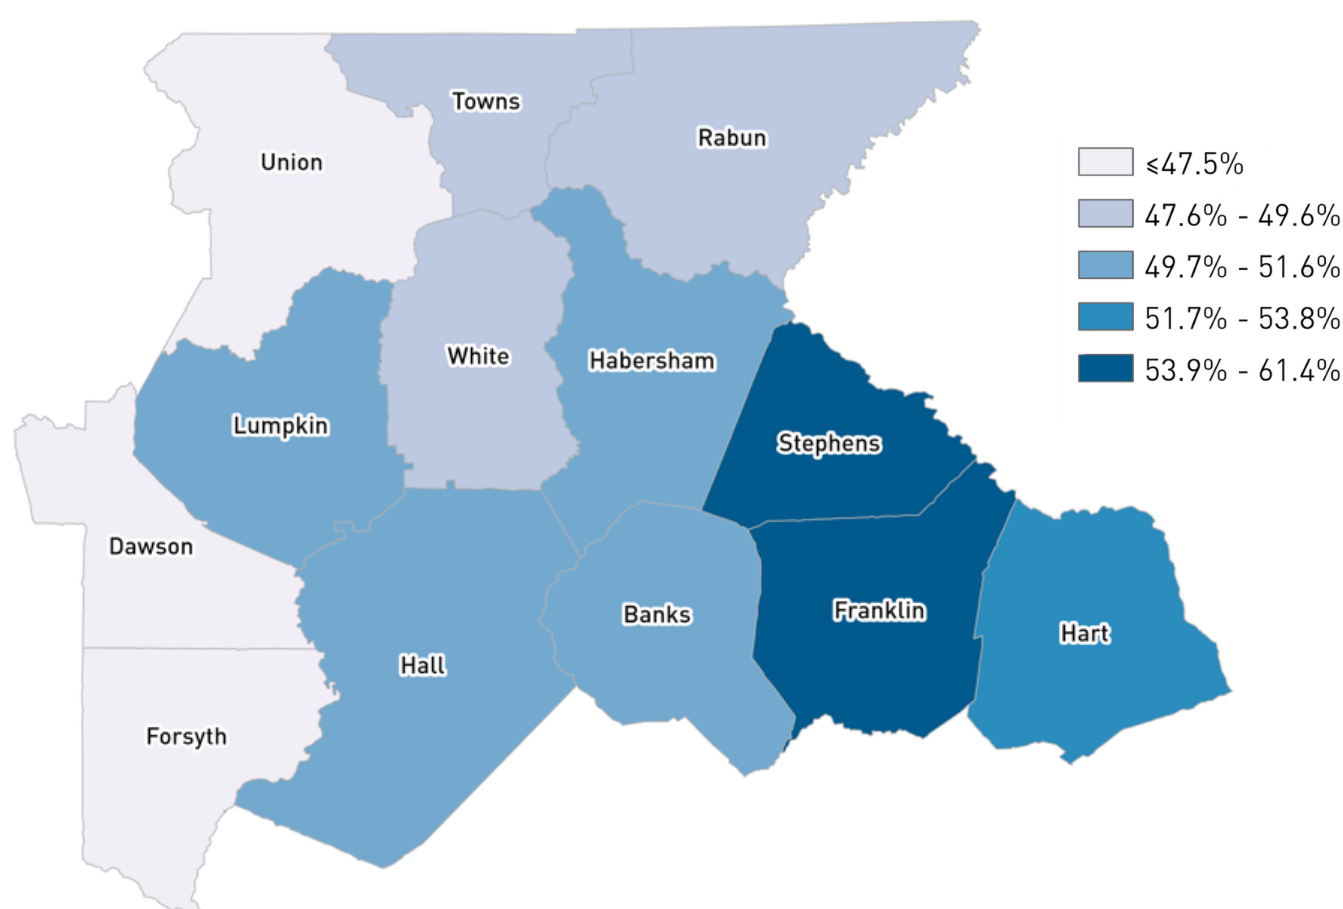 Towns
Rabun
Union
≤47.5%
47.6% - 49.6%
49.7% - 51.6%
51.7% - 53.8%
53.9% - 61.4%
White
Habersham
Lumpkin
Stephens
Dawson
Banks
Franklin
Hart
Hall
Forsyth